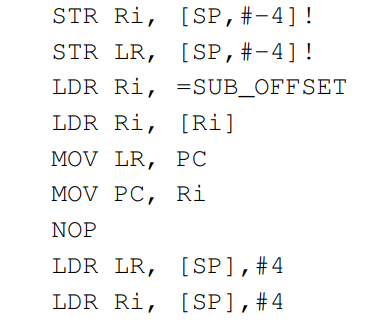 STR Ri, [SP,#-4]!
STR LR, [SP,#-4]!
LDR Ri, =SUB_OFFSET
LDR Ri, [Ri]
MOV LR, PC
MOV PC, Ri
NOP
LDR LR, [SP],#4
LDR Ri, [SP],#4